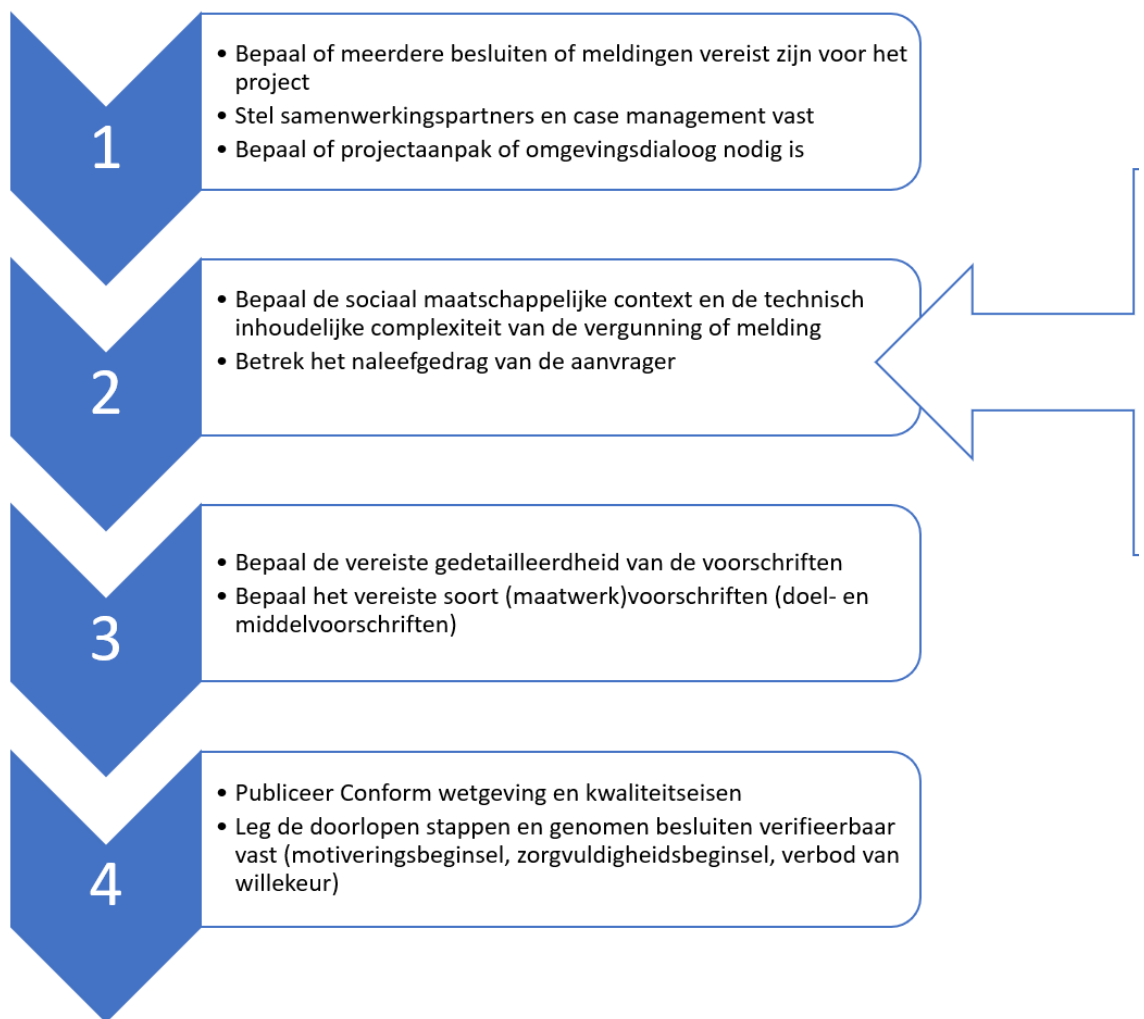 1
• Bepaal of meerdere besluiten of meldingen vereist zijn voor het
project
• Stel samenwerkingspartners en case management vast
• Bepaal of projectaanpak of omgevingsdialoog nodig is
2
• Bepaal de sociaal maatschappelijke context en de technisch
inhoudelijke complexiteit van de vergunning of melding
• Betrek het naleefgedrag van de aanvrager
3
• Bepaal de vereiste gedetailleerdheid van de voorschriften
• Bepaal het vereiste soort (maatwerk)voorschriften (doel- en
middelvoorschriften)
4
• Publiceer Conform wetgeving en kwaliteitseisen
• Leg de doorlopen stappen en genomen besluiten verifieerbaar
vast (motiveringsbeginsel, zorgvuldigheidsbeginsel, verbod van
willekeur)